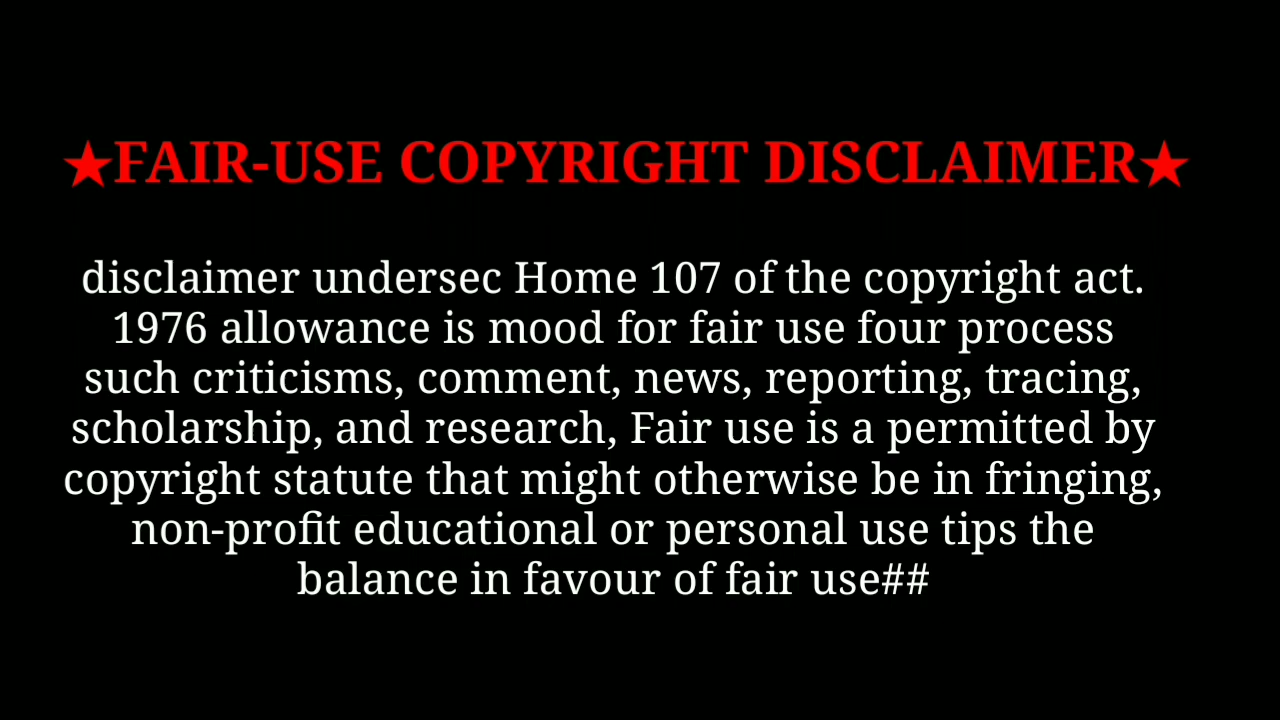 ★FAIR-USE COPYRIGHT DISCLAIMER★
disclaimer undersec Home 107 of the copyright act.
1976 allowance is mood for fair use four process
such criticisms, comment, news, reporting, tracing,
scholarship, and research, Fair use is a permitted by
copyright statute that might otherwise be in fringing,
non-profit educational or personal use tips the
balance in favour of fair use##